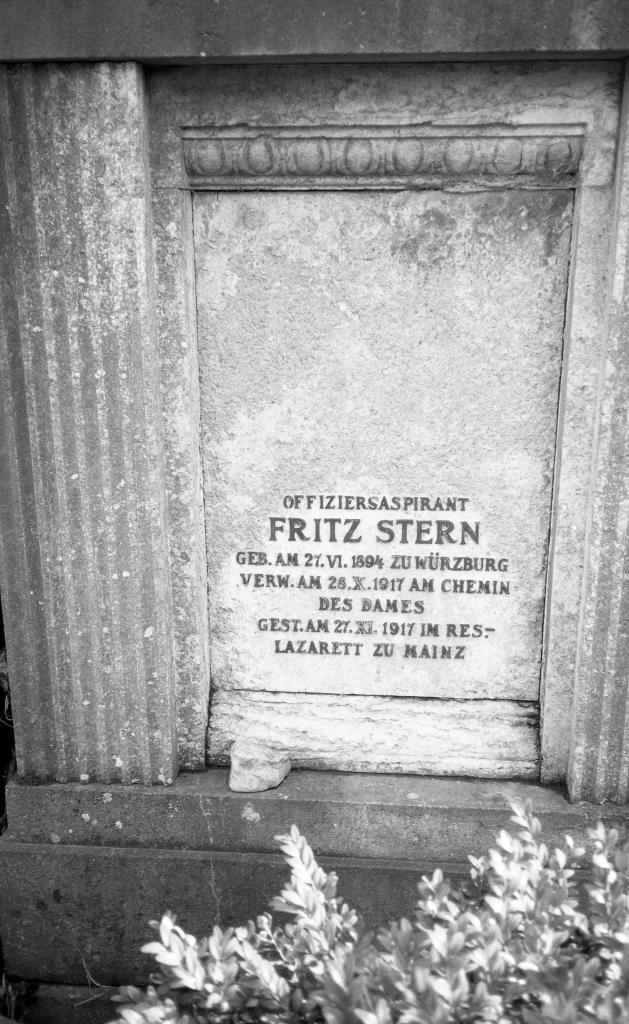 OFFIZIERSASPIRANT
FRITZ STERN
GEB. AM 27. VI. 1894 ZU WÜRZBURG
VERW. AM 28. X. 1917 AM CHEMIN
DES DAMES
GEST. AM 27. XI. 1917 IM RES.-
LAZARETT ZU MAINZ